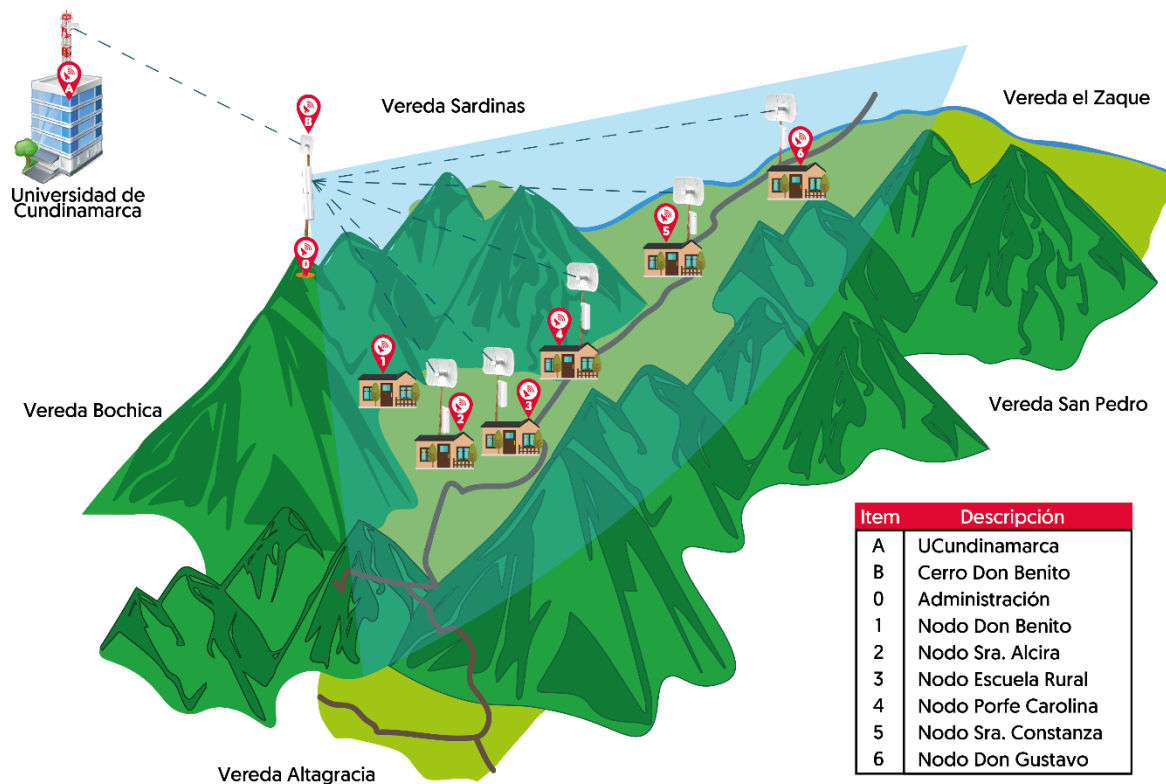 A
Universidad de
Cundinamarca
B
0
Vereda Sardinas
Vereda el Zaque
6
5
4
1
3
2
Vereda Bochica
Vereda San Pedro
Vereda Altagracia
Item Descripción
A UCundinamarca
B Cerro Don Benito
0 Administración
1 Nodo Don Benito
2 Nodo Sra. Alcira
3 Nodo Escuela Rural
4 Nodo Porfe Carolina
5 Nodo Sra. Constanza
6 Nodo Don Gustavo